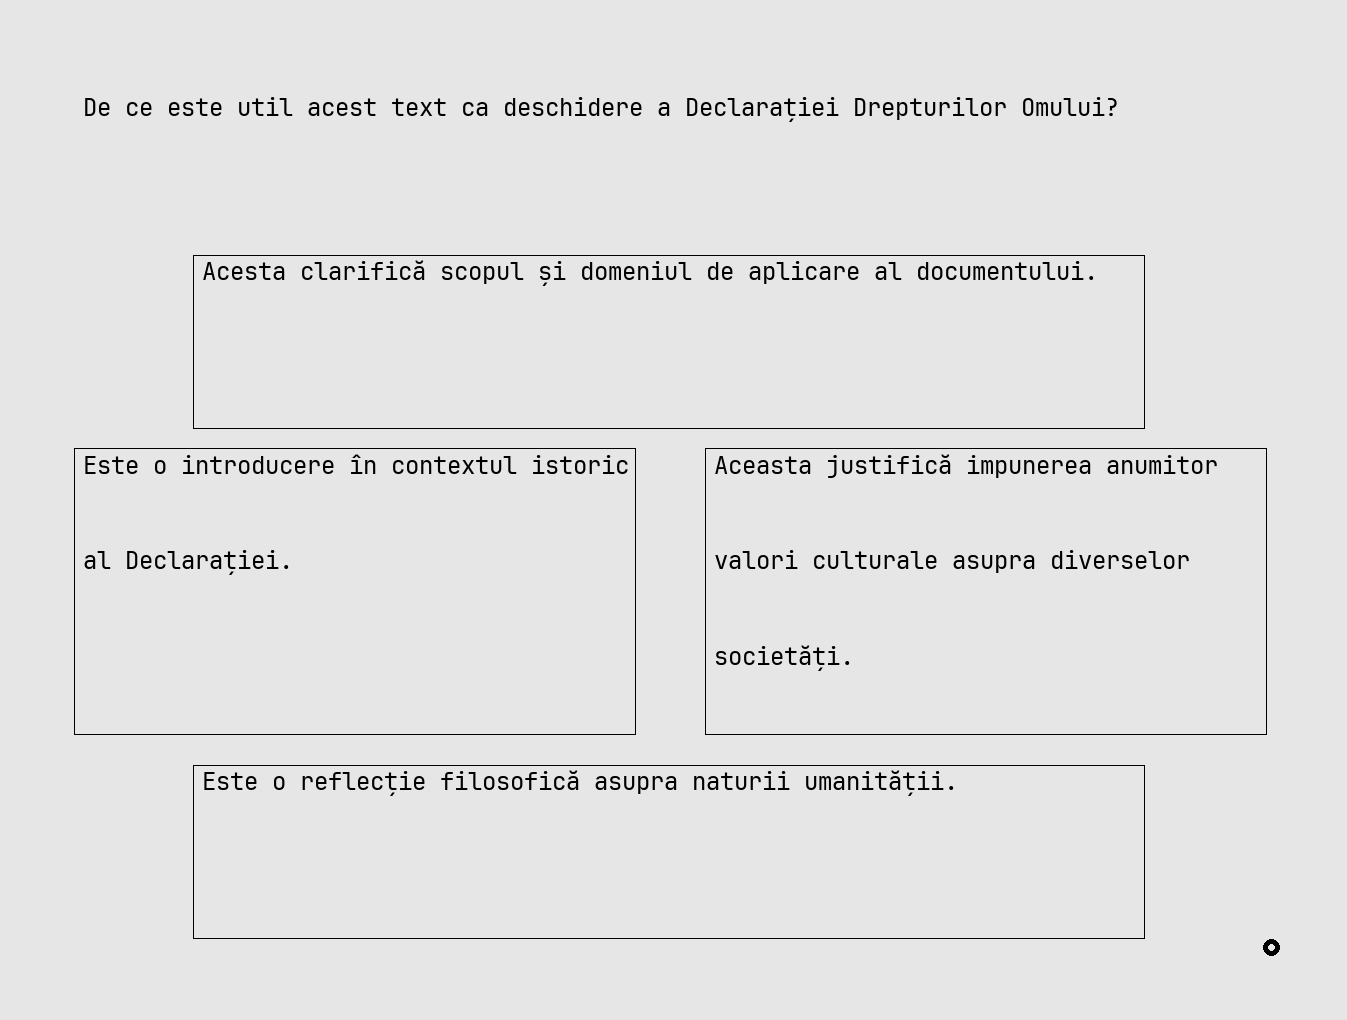 De ce este util acest text ca deschidere a Declarației Drepturilor Omului?
Acesta clarifică scopul și domeniul de aplicare al documentului.
Este o introducere în contextul istoric
al Declarației.
Aceasta justifică impunerea anumitor
valori culturale asupra diverselor
societăți.
Este o reflecție filosofică asupra naturii umanității.